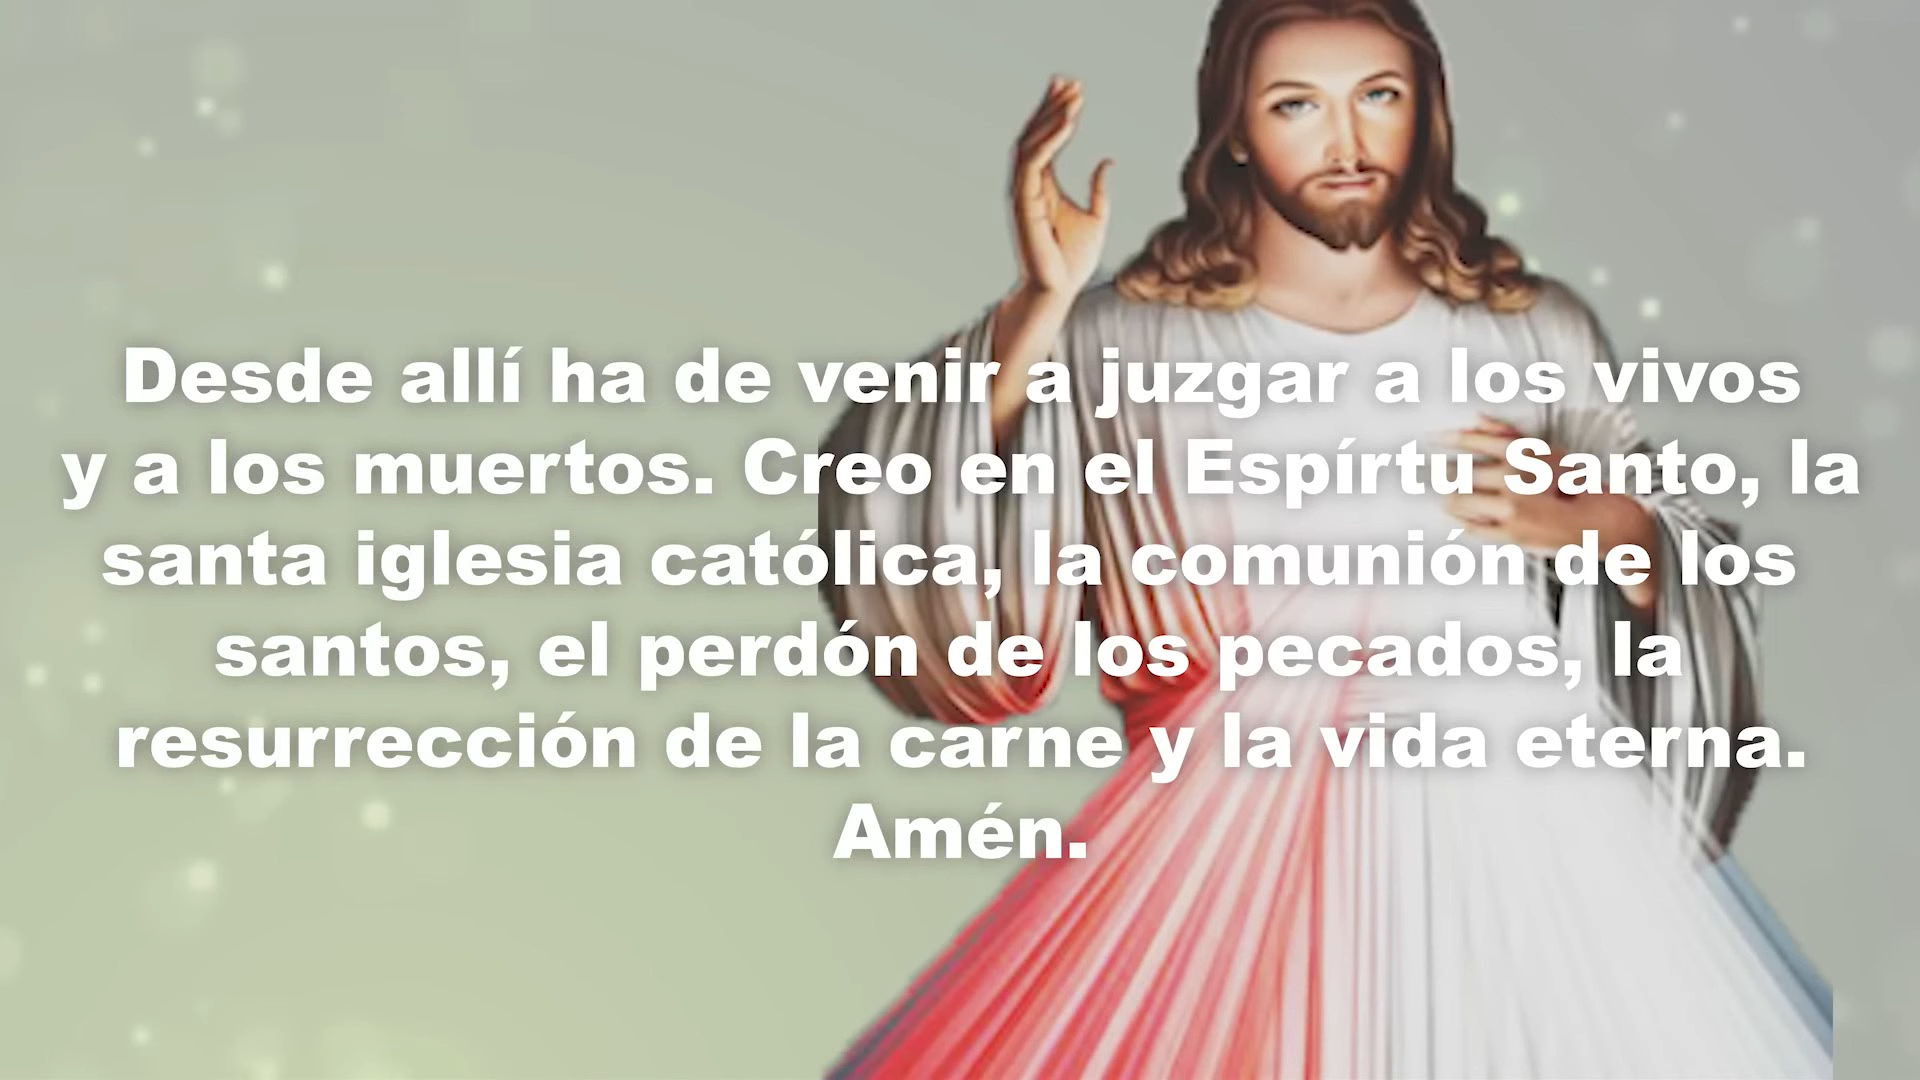 Desde allí ha de venir a juzgar a los vivos
y a los muertos. Creo en el Espírtu Santo, la
santa iglesia católica, la comunión de los
santos, el perdón de los pecados, la
resurrección de la carne y la vida eterna.
Amén.